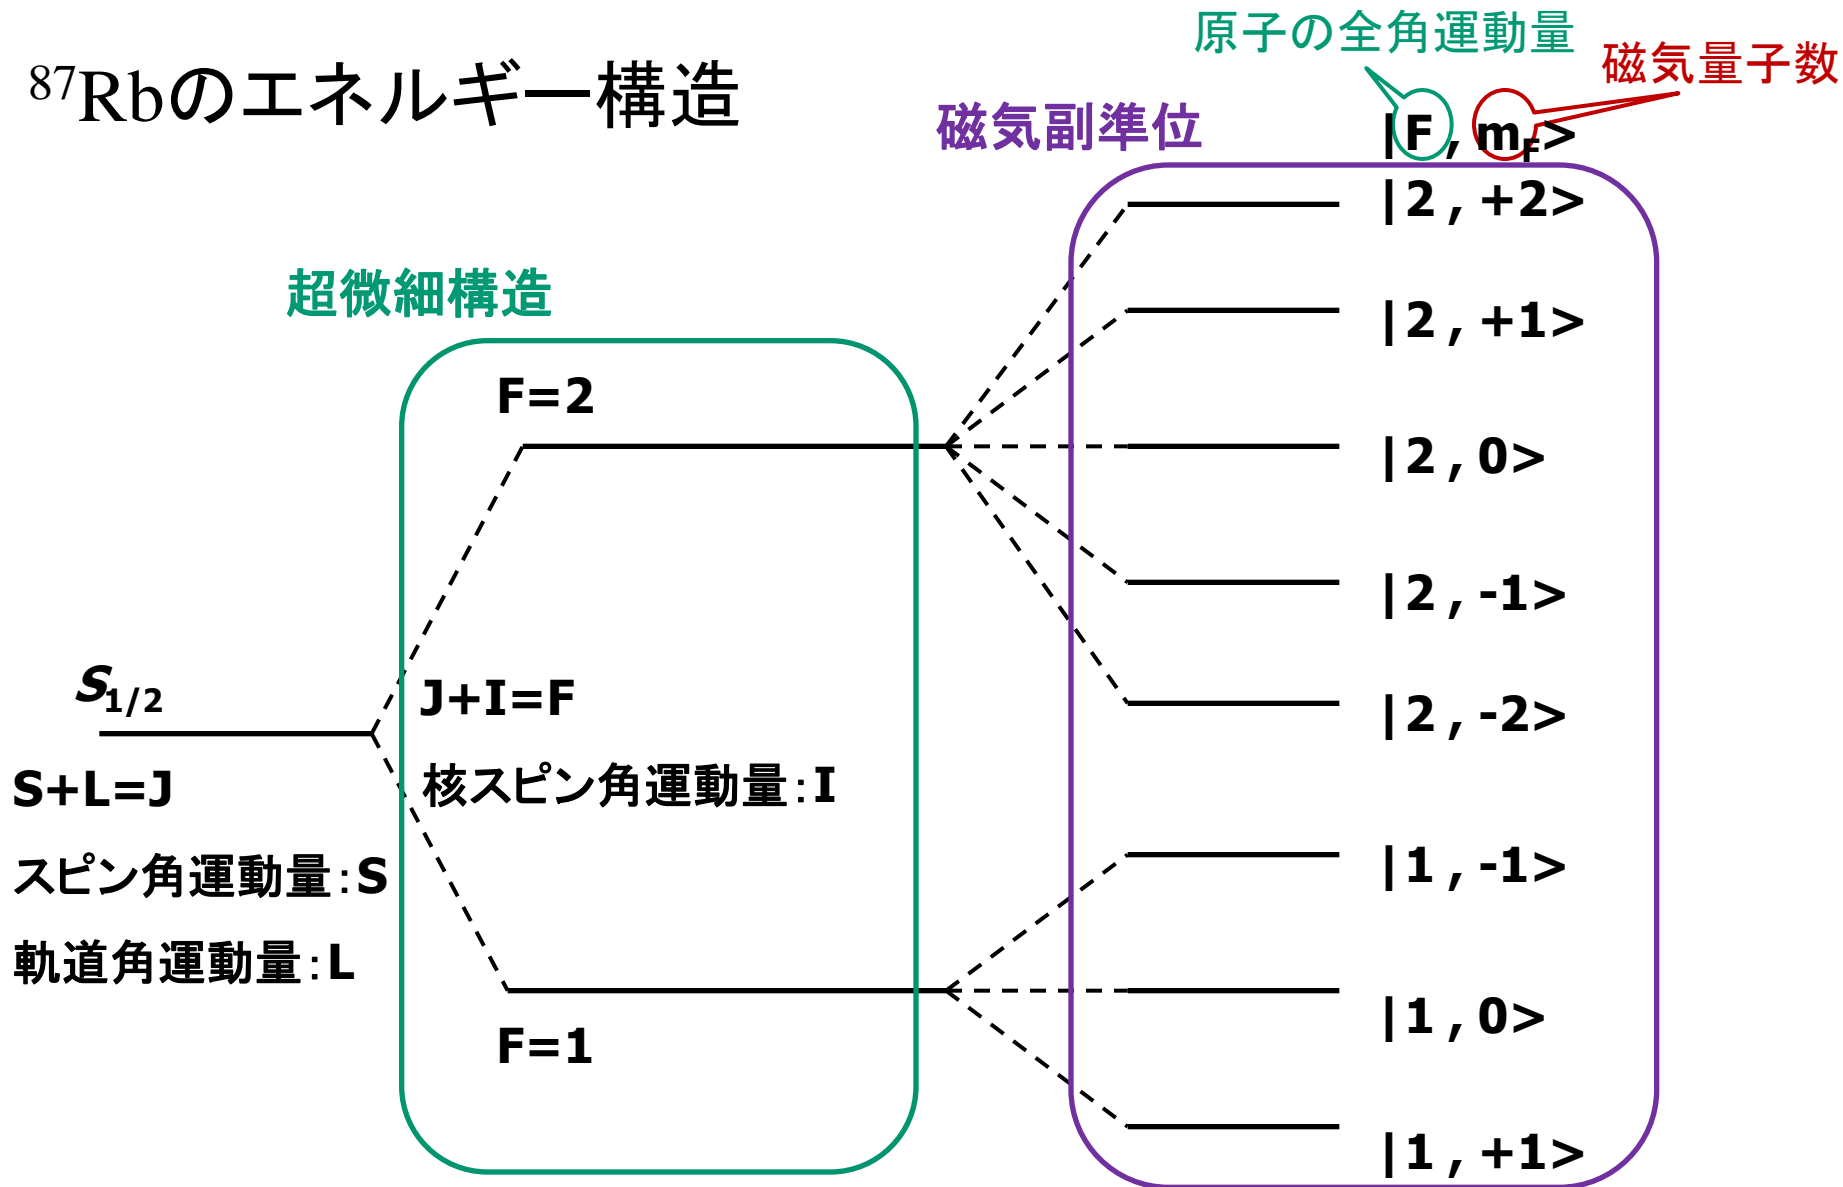 ⁸⁷Rbのエネルギー構造
原子の全角運動量
磁気量子数
磁気副準位
|F , mF>
|2 , +2>
|2 , +1>
|2 , 0>
|2 , -1>
|2 , -2>
|1 , -1>
|1 , 0>
|1 , +1>
超微細構造
F=2
J+I=F
核スピン角運動量:I
F=1
S1/2
S+L=J
スピン角運動量:S
軌道角運動量:L